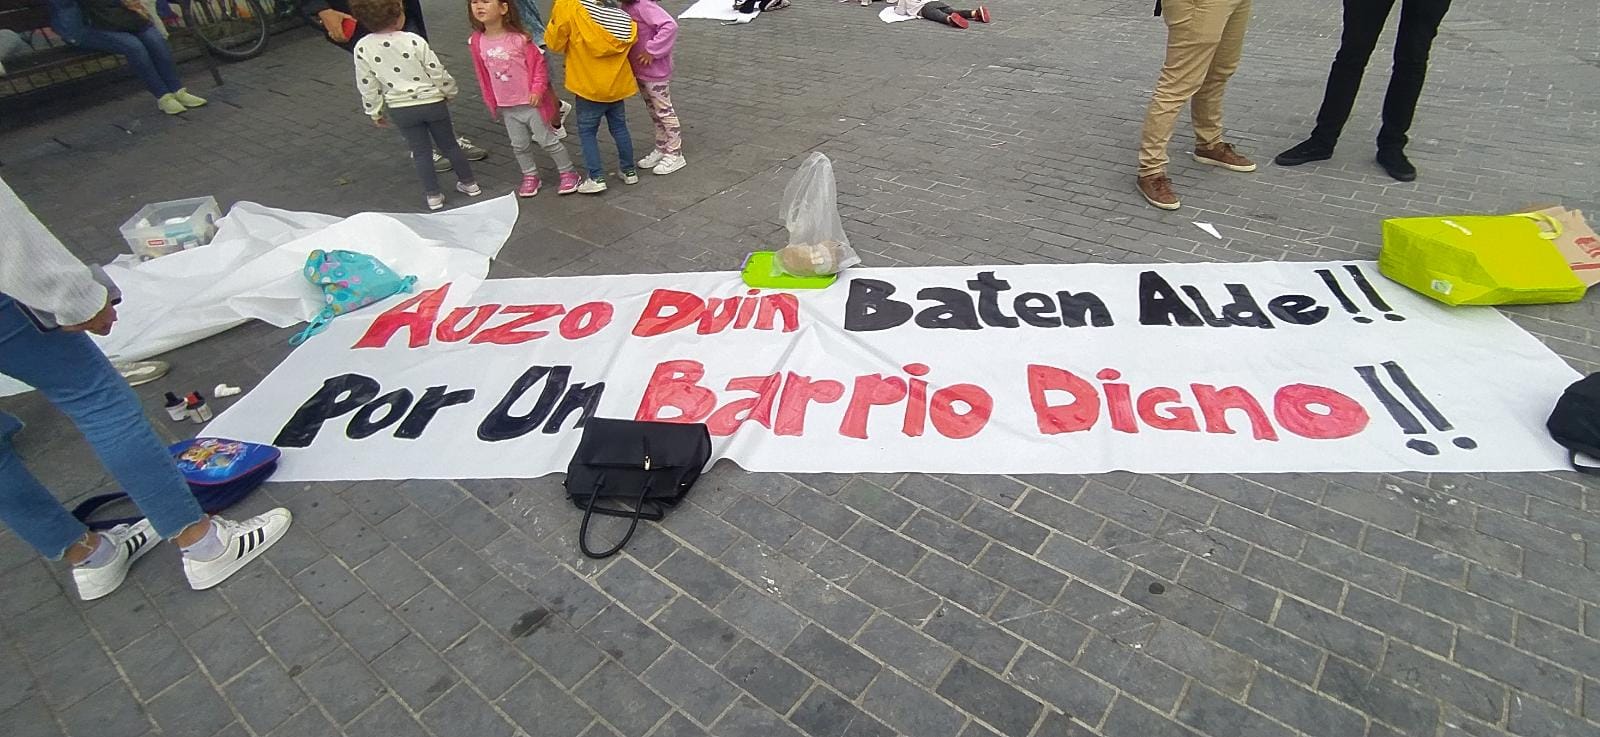 Auzo Duin Baten Alde!!
Por Un Barrio Digno!!